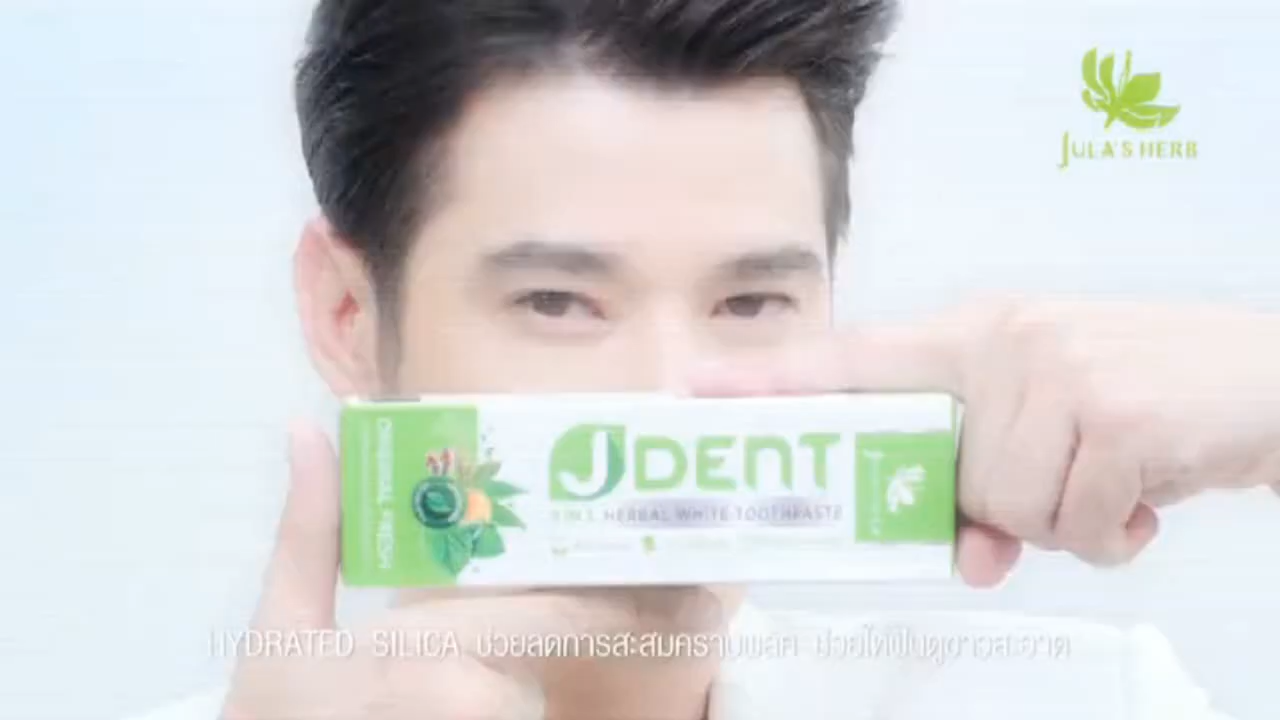 JULA'S HERB
JDENT
9 IN 1 HERBAL WHITE TOOTHPASTE
HYDRATED SILICA ช่วยลดการสะสมคราบพลัค ช่วยให้ฟันดูขาวสะอาด